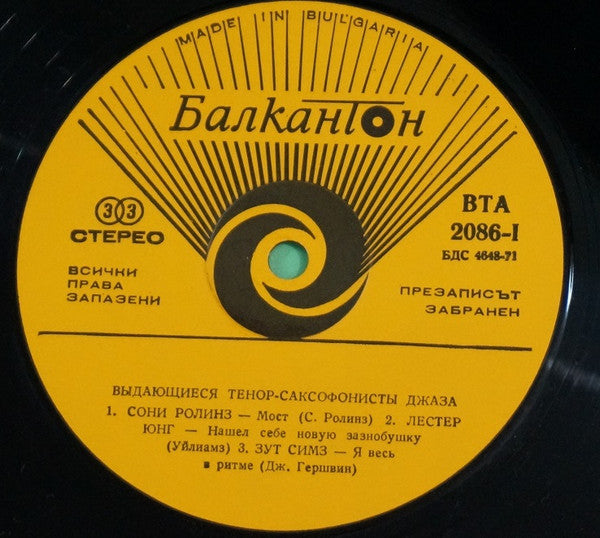 MADE IN BULGARIA
Балкантон
33
СТЕРЕО
ВСИЧКИ
ПРАВА
ЗАПАЗЕНИ
ВТА
2086-I
БДС 4648-71
ПРЕЗАПИСЪТ
ЗАБРАНЕН
ВЫДАЮЩИЕСЯ ТЕНОР-САКСОФОНИСТЫ ДЖАЗА
1. СОНИ РОЛИНЗ — Мост (С. Ролинз) 2. ЛЕСТЕР
ЮНГ — Нашел себе новую зазнобушку
(Уйлиамз) 3. ЗУТ СИМЗ — Я весь
в ритме (Дж. Гершвин)